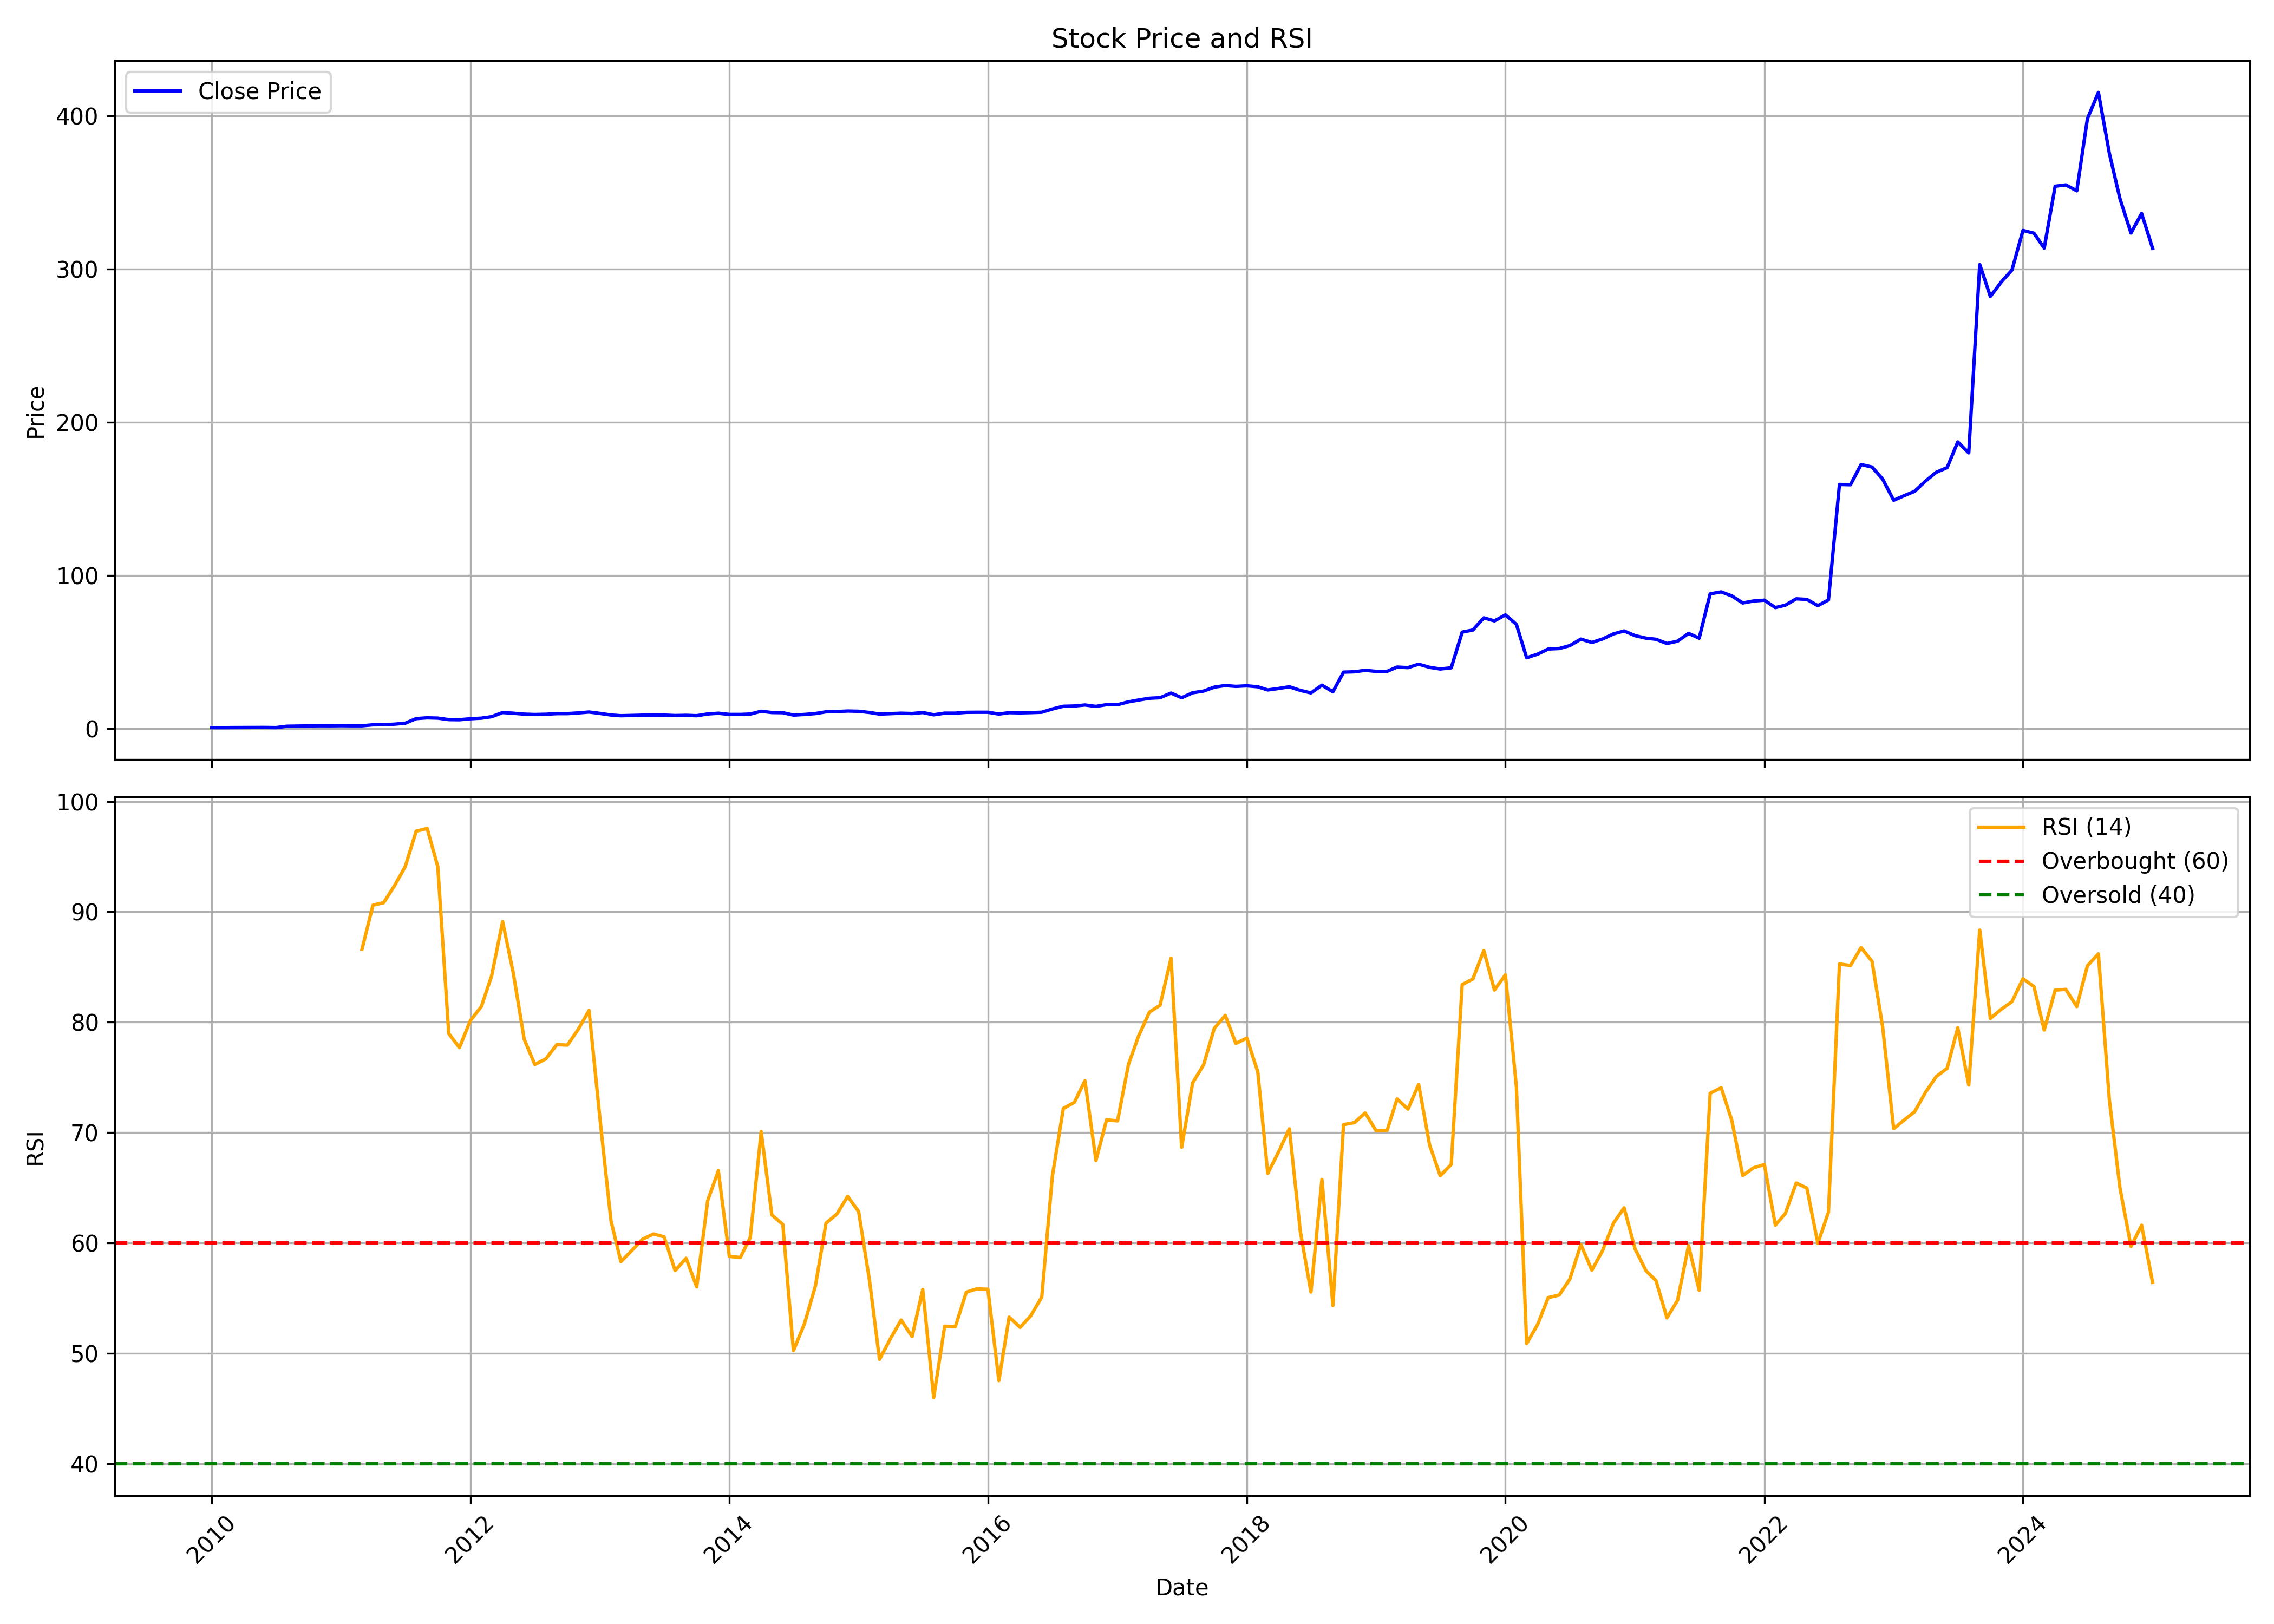 Stock Price and RSI
Close Price
400
300
200
100
0
Price
100
90
80
70
60
50
40
RSI
RSI (14)
Overbought (60)
Oversold (40)
2010
2012
2014
2016
2018
2020
2022
2024
Date